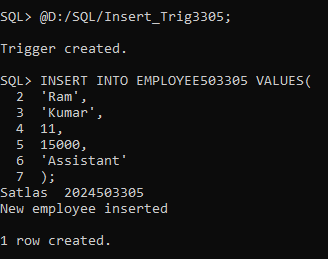 SQL> @D:/SQL/Insert_Trig3305;
Trigger created.
SQL> INSERT INTO EMPLOYEE503305 VALUES(
2 'Ram',
3 'Kumar',
4 11,
5 15000,
6 'Assistant'
7 );
Satlas 2024503305
New employee inserted
1 row created.